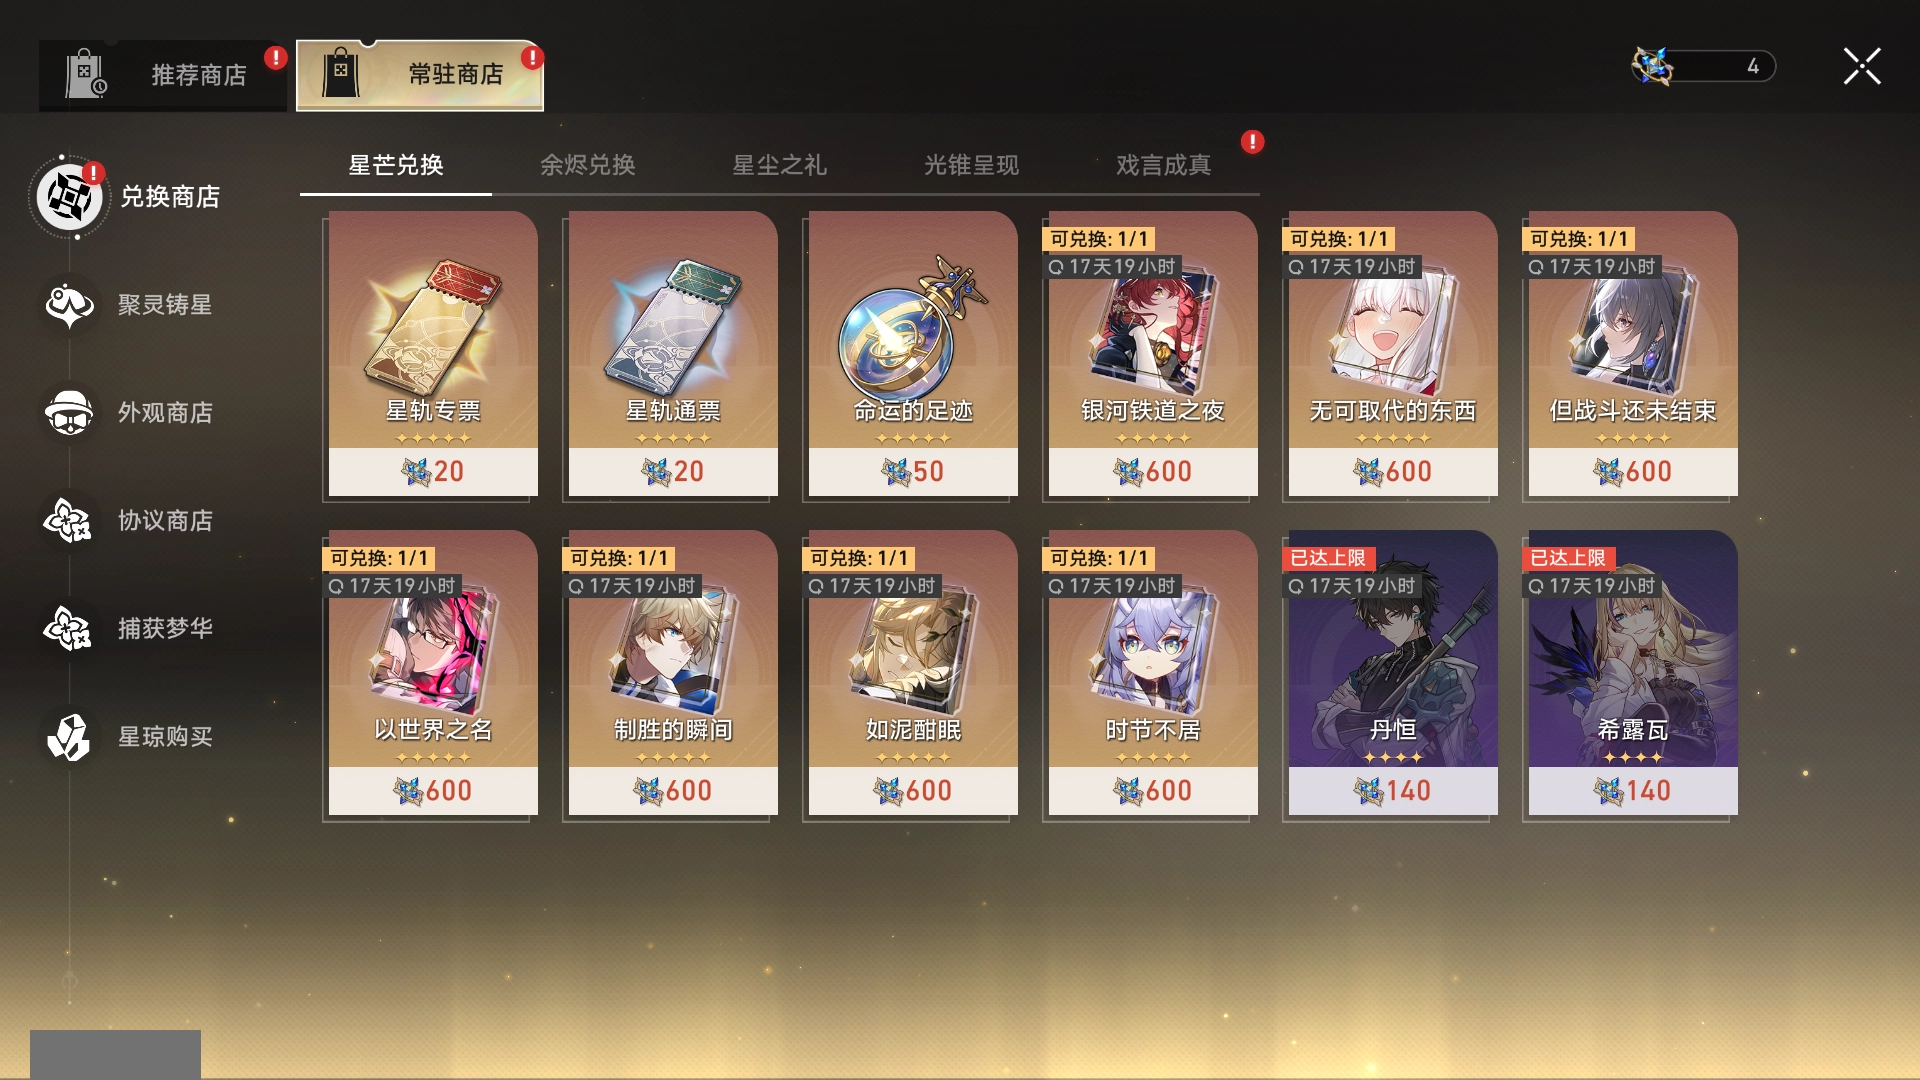 推荐商店
常驻商店
4
兑换商店
聚灵铸星
外观商店
协议商店
捕获梦华
星琼购买
星芒兑换
余烬兑换
星尘之礼
光锥呈现
戏言成真
星轨专票
20
星轨通票
20
命运的足迹
50
可兑换: 1/1
17天19小时
银河铁道之夜
600
可兑换: 1/1
17天19小时
无可取代的东西
600
可兑换: 1/1
17天19小时
但战斗还未结束
600
可兑换: 1/1
17天19小时
以世界之名
600
可兑换: 1/1
17天19小时
制胜的瞬间
600
可兑换: 1/1
17天19小时
如泥酣眠
600
可兑换: 1/1
17天19小时
时节不居
600
已达上限
17天19小时
丹恒
140
已达上限
17天19小时
希露瓦
140